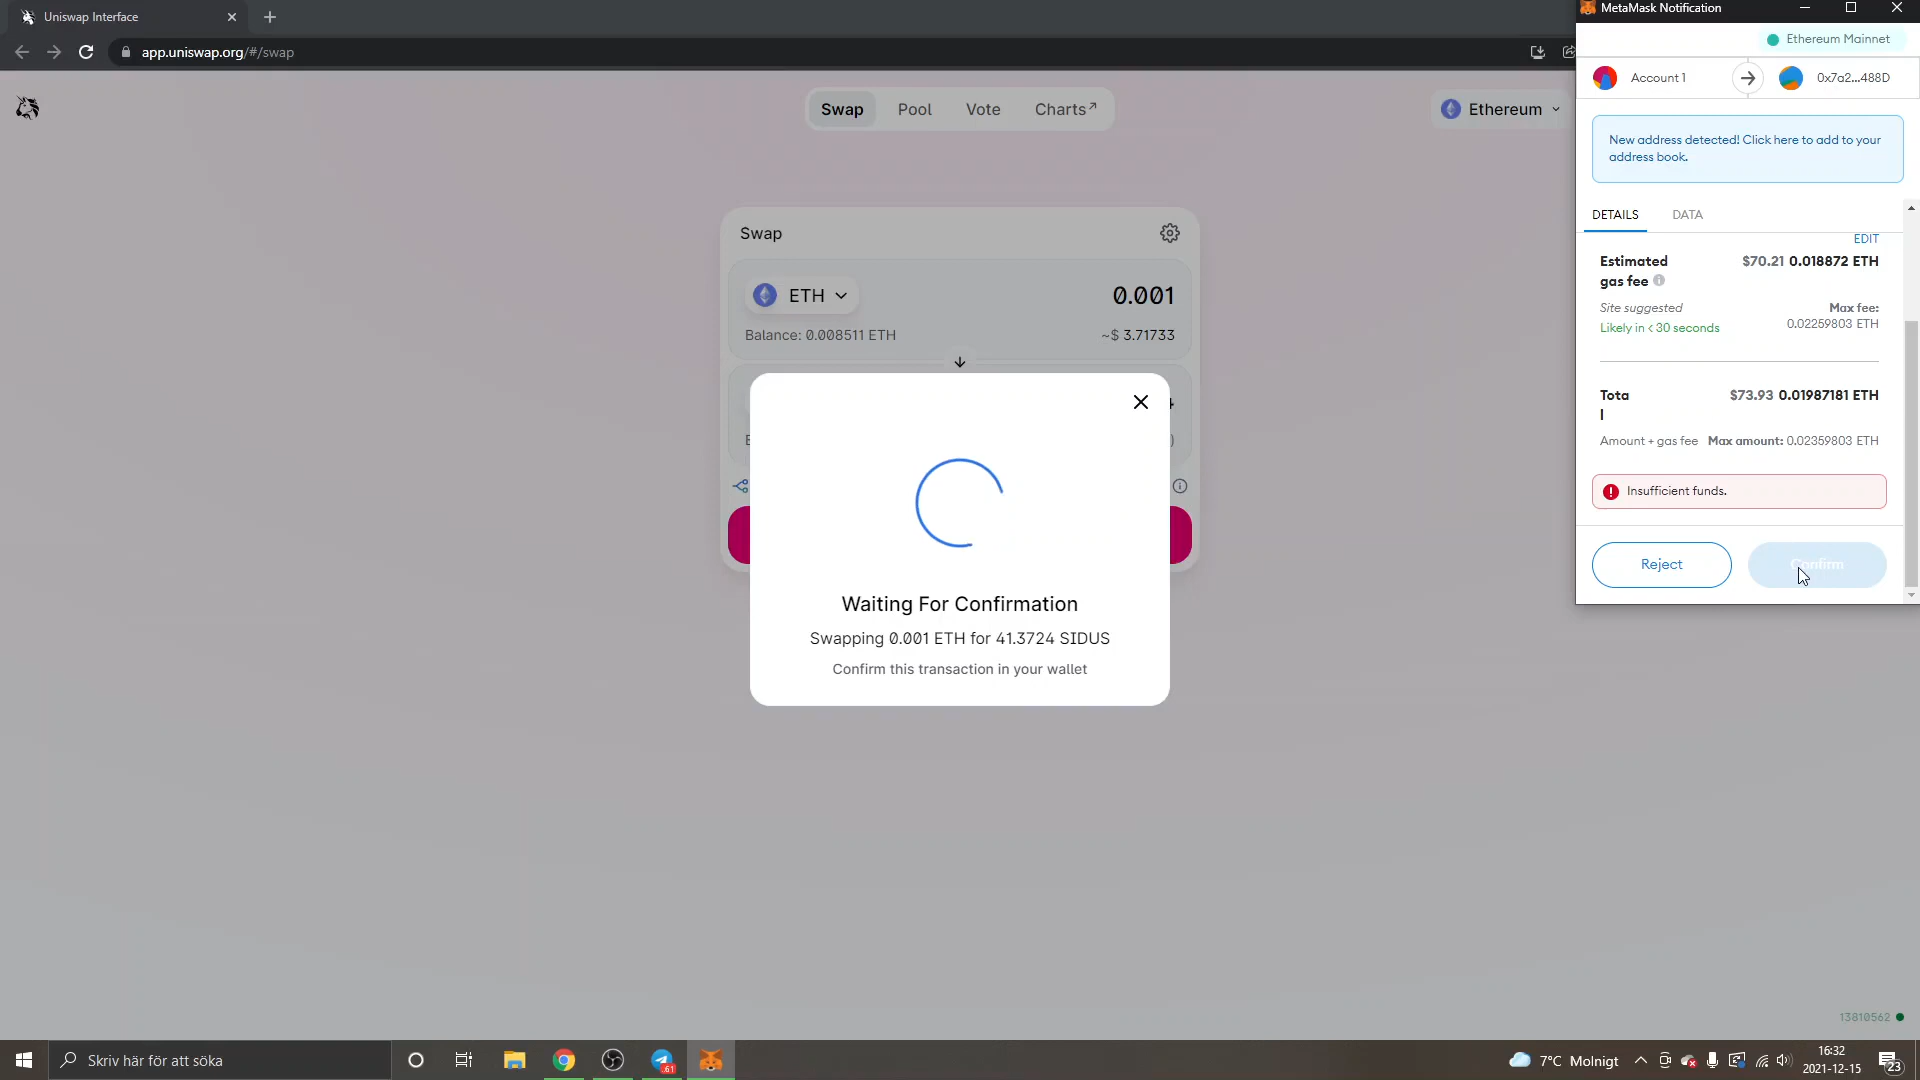 Uniswap Interface
app.uniswap.org/#/swap
Swap
Pool
Vote
Charts↗
Ethereum
Swap
ETH
0.001
Balance: 0.008511 ETH
~$ 3.71733
Waiting For Confirmation
Swapping 0.001 ETH for 41.3724 SIDUS
Confirm this transaction in your wallet
MetaMask Notification
Ethereum Mainnet
Account 1
0x7a2...488D
New address detected! Click here to add to your
address book.
DETAILS
DATA
EDIT
Estimated
gas fee
$70.21 0.018872 ETH
Site suggested
Max fee:
Likely in < 30 seconds
0.02259803 ETH
Tota
l
$73.93 0.01987181 ETH
Amount + gas fee
Max amount: 0.02359803 ETH
Insufficient funds.
Reject
Confirm
13810562
Skriv här för att söka
61
7°C Molnigt
16:32
2021-12-15
23